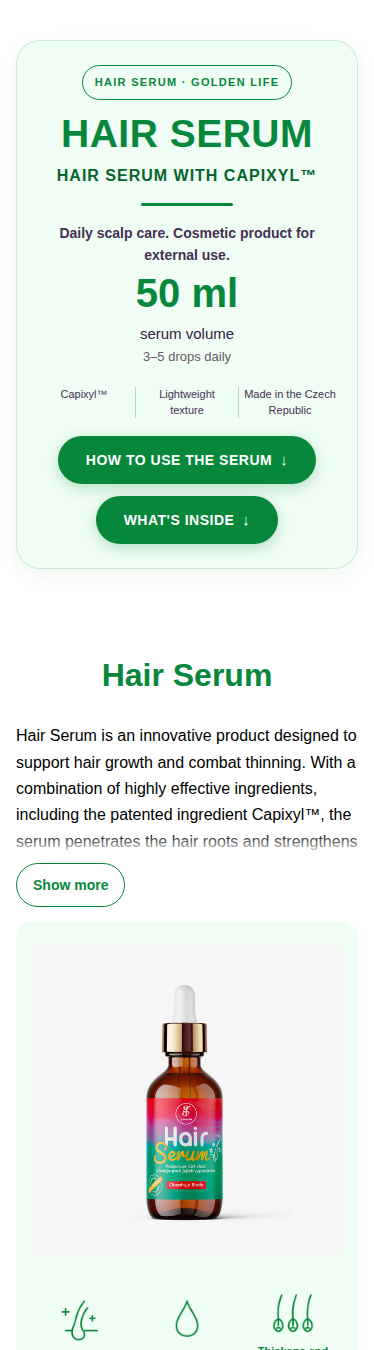 HAIR SERUM · GOLDEN LIFE
HAIR SERUM
HAIR SERUM WITH CAPIXYL™
Daily scalp care. Cosmetic product for
external use.
50 ml
serum volume
3–5 drops daily
Capixyl™
Lightweight
texture
Made in the Czech
Republic
HOW TO USE THE SERUM ↓
WHAT'S INSIDE ↓
Hair Serum
Hair Serum is an innovative product designed to
support hair growth and combat thinning. With a
combination of highly effective ingredients,
including the patented ingredient Capixyl™, the
serum penetrates the hair roots and strengthens
Show more
Hair
Serum